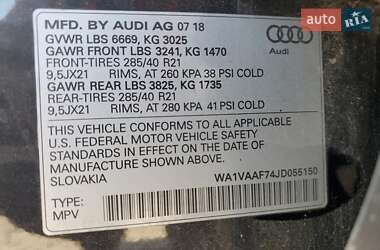 AUTO RIA
MFD. BY AUDI AG 07 18
GVWR LBS 6669, KG 3025
GAWR FRONT LBS 3241, KG 1470
FRONT-TIRES 285/40 R21
9,5JX21 RIMS, AT 260 KPA 38 PSI COLD
GAWR REAR LBS 3825, KG 1735
REAR-TIRES 285/40 R21
9,5JX21 RIMS, AT 280 KPA 41 PSI COLD
Audi
THIS VEHICLE CONFORMS TO ALL APPLICABLE
U.S. FEDERAL MOTOR VEHICLE SAFETY
STANDARDS IN EFFECT ON THE DATE OF
MANUFACTURE SHOWN ABOVE.
SLOVAKIA WA1VAAF74JD055150
TYPE:
MPV